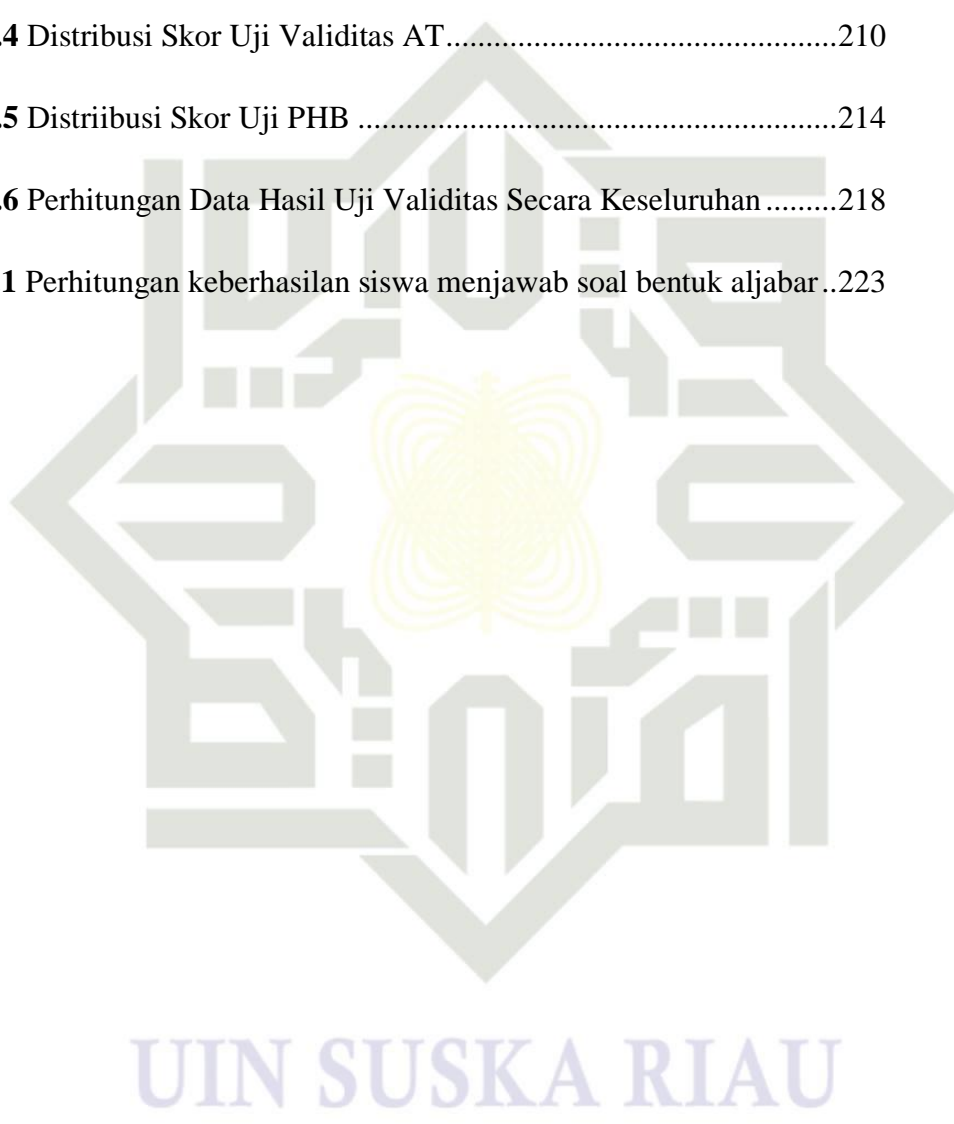 .4 Distribusi Skor Uji Validitas AT.................................................210
.5 Distriibusi Skor Uji PHB ............................................................214
.6 Perhitungan Data Hasil Uji Validitas Secara Keseluruhan .........218
1 Perhitungan keberhasilan siswa menjawab soal bentuk aljabar ..223
UIN SUSKA RIAU